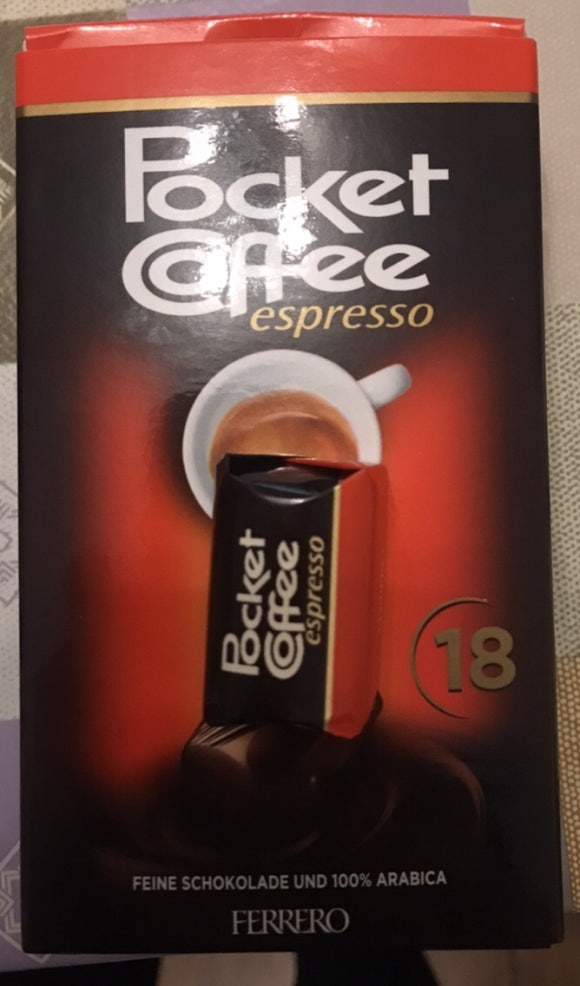 Pocket
Coffee
espresso
Pocket
Coffee
espresso
18
FEINE SCHOKOLADE UND 100% ARABICA
FERRERO